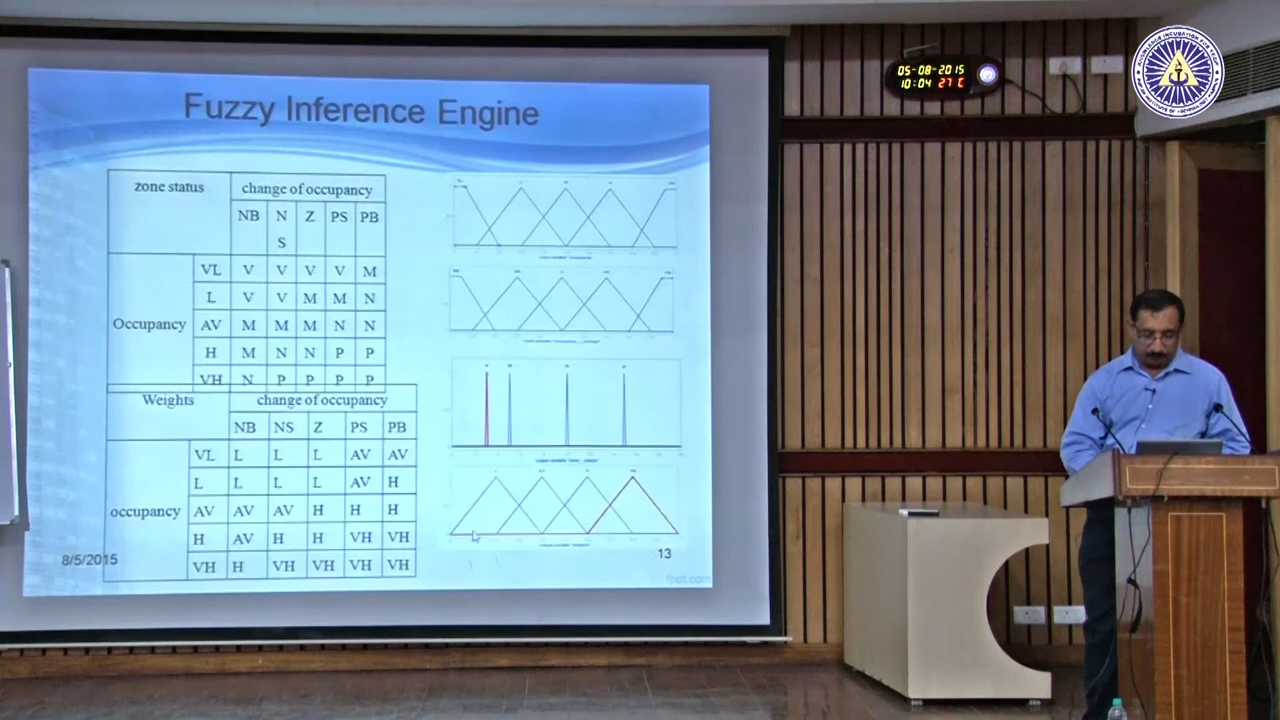 Fuzzy Inference Engine
zone status change of occupancy
NB N S Z PS PB
Occupancy
VL V V V V M
L V V M M N
AV M M M N N
H M N N P P
VH N P P P P
Weights change of occupancy
NB NS Z PS PB
occupancy
VL L L L AV AV
L L L L AV H
AV AV AV H H H
H AV H H VH VH
VH H VH VH VH VH
8/5/2015
13
fppt.com
05-08-2015
10:04 27 C